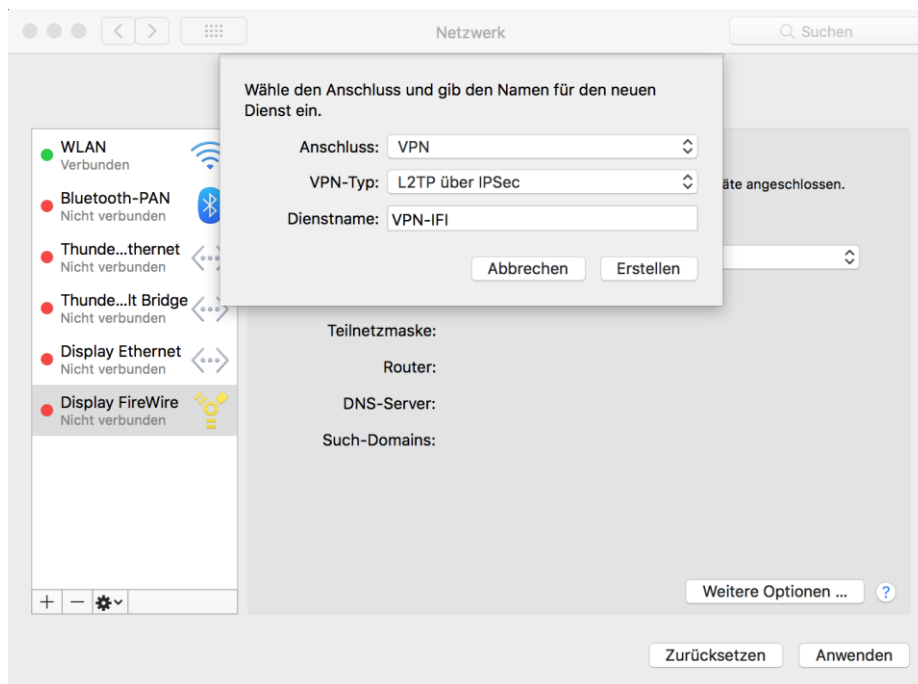 Netzwerk
Suchen
Wähle den Anschluss und gib den Namen für den neuen
Dienst ein.
Anschluss: VPN
VPN-Typ: L2TP über IPSec
Dienstname: VPN-IFI
Abbrechen Erstellen
WLAN
Verbunden
Bluetooth-PAN
Nicht verbunden
Thunde...thernet
Nicht verbunden
Thunde...lt Bridge
Nicht verbunden
Display Ethernet
Nicht verbunden
Display FireWire
Nicht verbunden
äte angeschlossen.
Teilnetzmaske:
Router:
DNS-Server:
Such-Domains:
Weitere Optionen ... ?
Zurücksetzen Anwenden